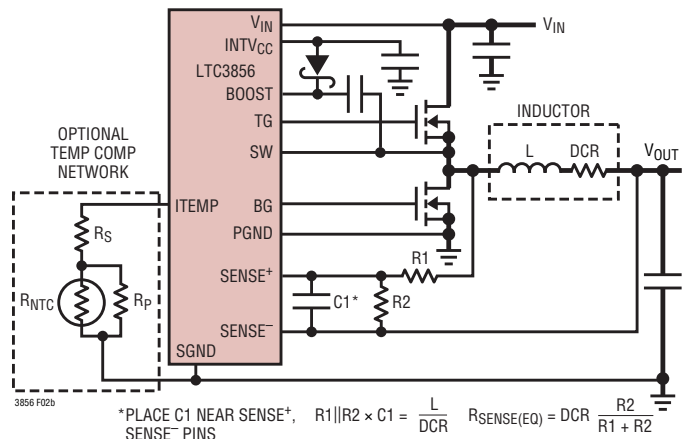 V_IN
V_IN
INTV_CC
LTC3856
BOOST
INDUCTOR
TG
L DCR
V_OUT
SW
OPTIONAL
TEMP COMP
NETWORK
ITEMP
BG
R_S
PGND
R_NTC
R_P
SENSE⁺
R1
C1*
R2
SENSE⁻
SGND
3856 F02b
*PLACE C1 NEAR SENSE⁺, R1||R2 × C1 = L/DCR R_SENSE(EQ) = DCR R2/(R1 + R2)
SENSE⁻ PINS